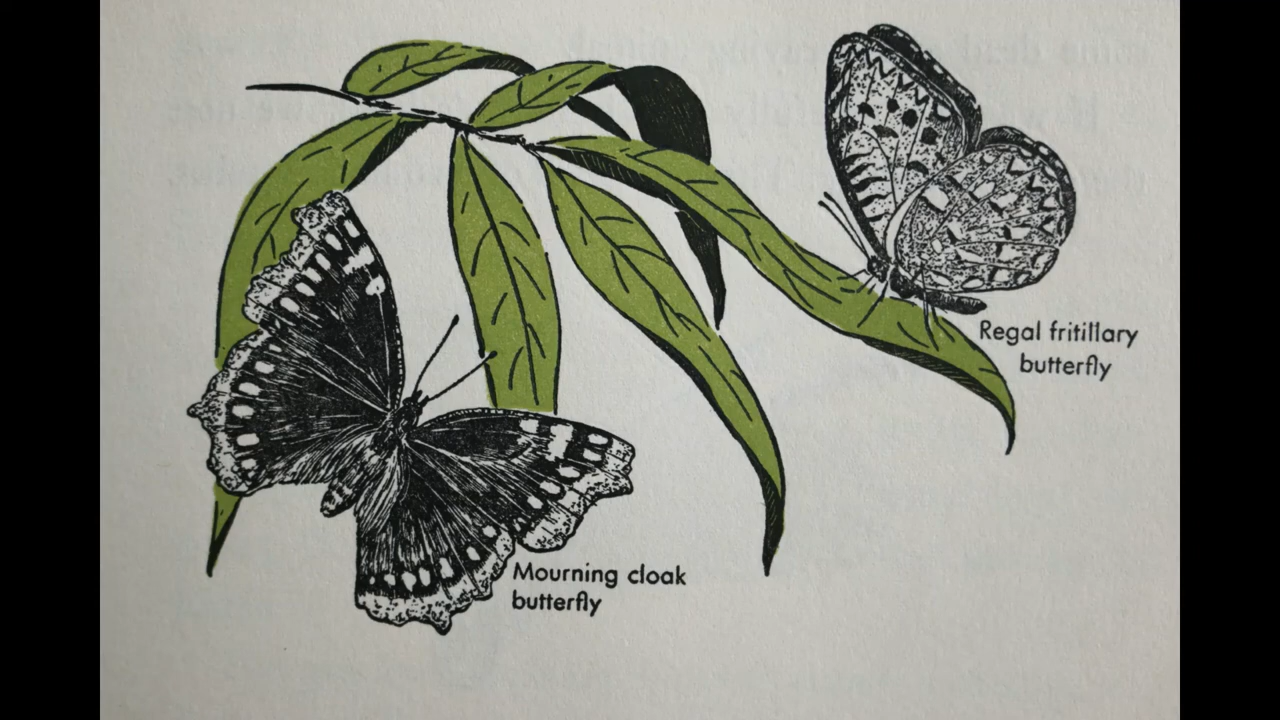 Regal fritillary
butterfly
Mourning cloak
butterfly